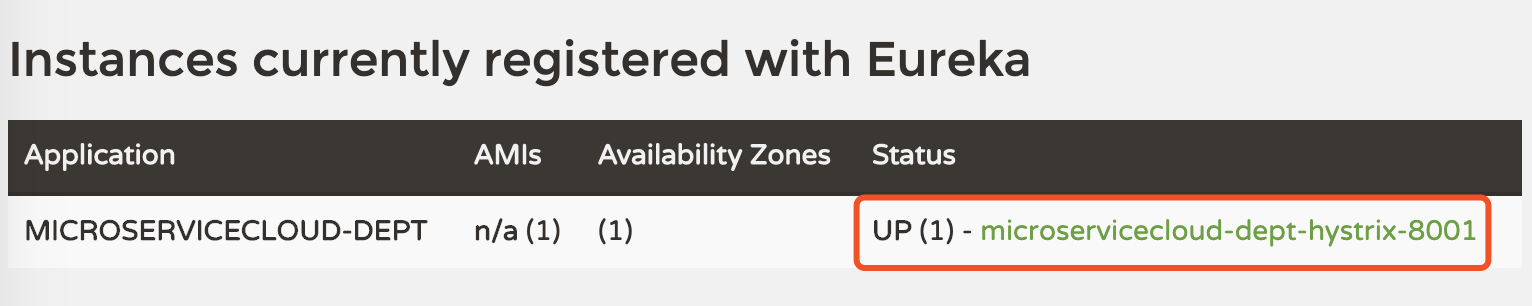 Instances currently registered with Eureka
Application AMIs Availability Zones Status
MICROSERVICECLOUD-DEPT n/a (1) (1) UP (1) - microservicecloud-dept-hystrix-8001